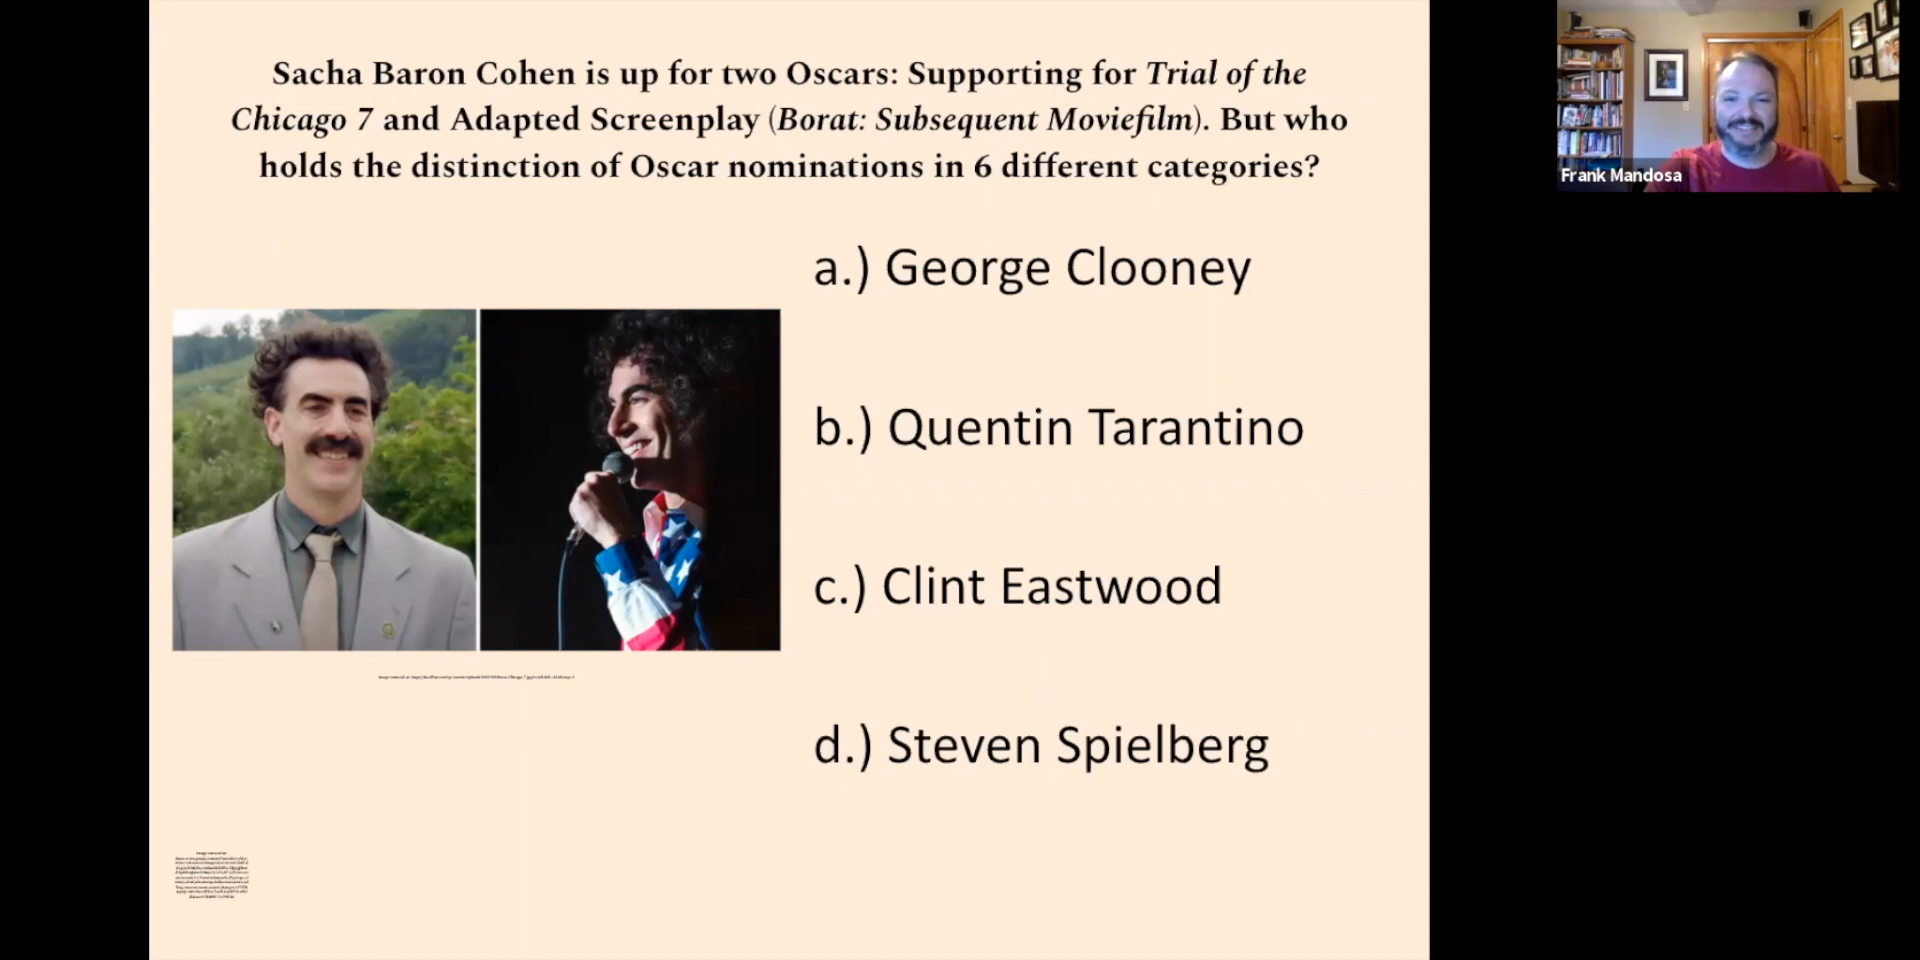 Sacha Baron Cohen is up for two Oscars: Supporting for Trial of the
Chicago 7 and Adapted Screenplay (Borat: Subsequent Moviefilm). But who
holds the distinction of Oscar nominations in 6 different categories?
a.) George Clooney
b.) Quentin Tarantino
c.) Clint Eastwood
d.) Steven Spielberg
Frank Mandosa